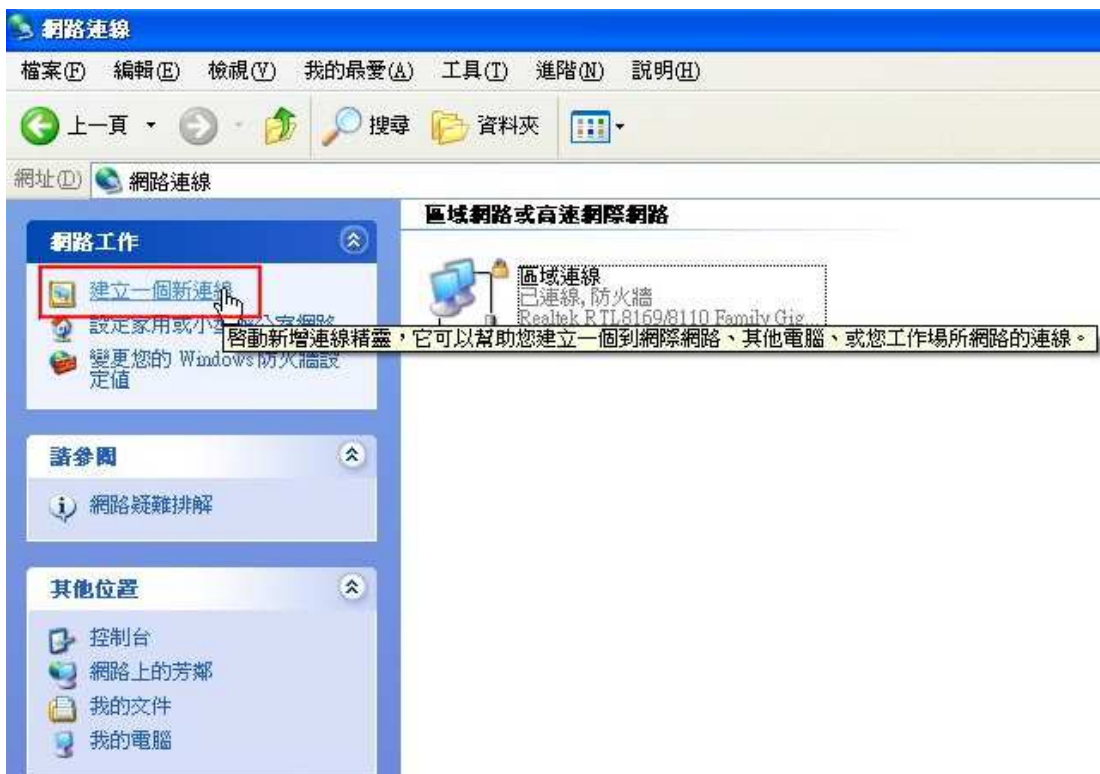 網路連線
檔案(F) 編輯(E) 檢視(V) 我的最愛(A) 工具(T) 進階(N) 說明(H)
上一頁 搜尋 資料夾
網址(D) 網路連線
網路工作
建立一個新連線
設定家用或小型辦公室網路
變更您的 Windows 防火牆設
定值
請參閱
網路疑難排解
其他位置
控制台
網路上的芳鄰
我的文件
我的電腦
區域網路或高速網際網路
區域連線
已連線, 防火牆
Realtek RTL8169/8110 Family Gig...
啟動新增連線精靈，它可以幫助您建立一個到網際網路、其他電腦、或您工作場所網路的連線。